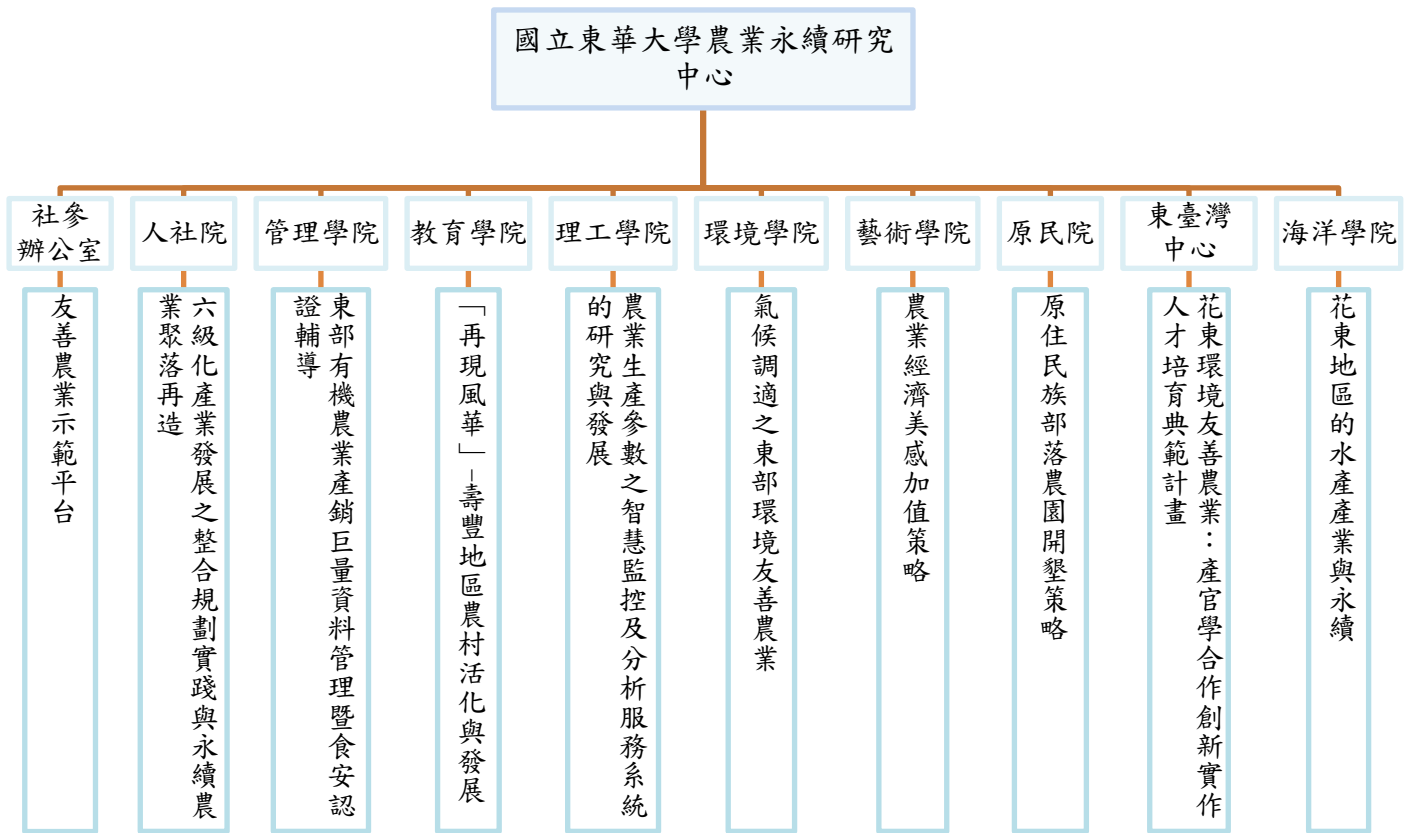 國立東華大學農業永續研究
中心
社參
辦公室
人社院
管理學院
教育學院
理工學院
環境學院
藝術學院
原民院
東臺灣
中心
海洋學院
友善農業示範平台
六級化產業發展之整合規劃實踐與永續農
業聚落再造
東部有機農業產銷巨量資料管理暨食安認
證輔導
「再現風華」–壽豐地區農村活化與發展
農業生產參數之智慧監控及分析服務系統
的研究與發展
氣候調適之東部環境友善農業
農業經濟美感加值策略
原住民族部落農園開墾策略
花東環境友善農業：產官學合作創新實作
人才培育典範計畫
花東地區的水產產業與永續